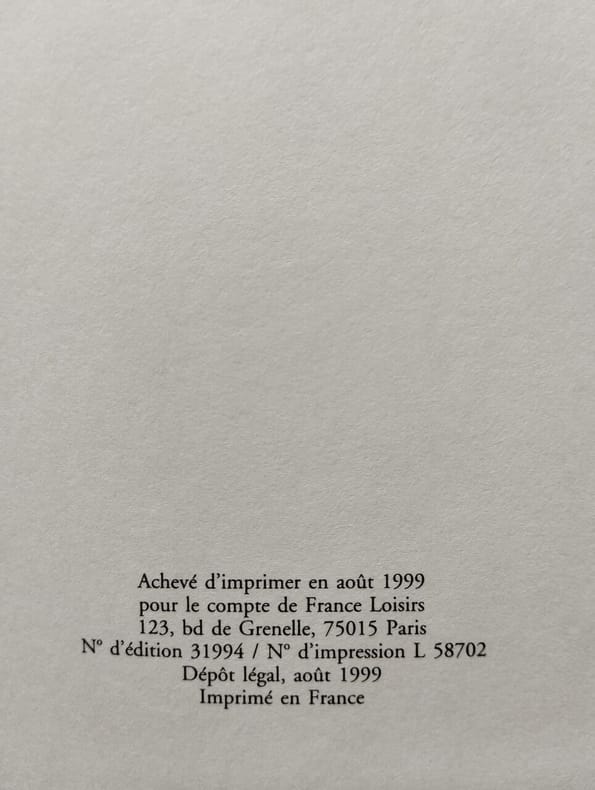 Achevé d'imprimer en août 1999
pour le compte de France Loisirs
123, bd de Grenelle, 75015 Paris
N° d'édition 31994 / N° d'impression L 58702
Dépôt légal, août 1999
Imprimé en France